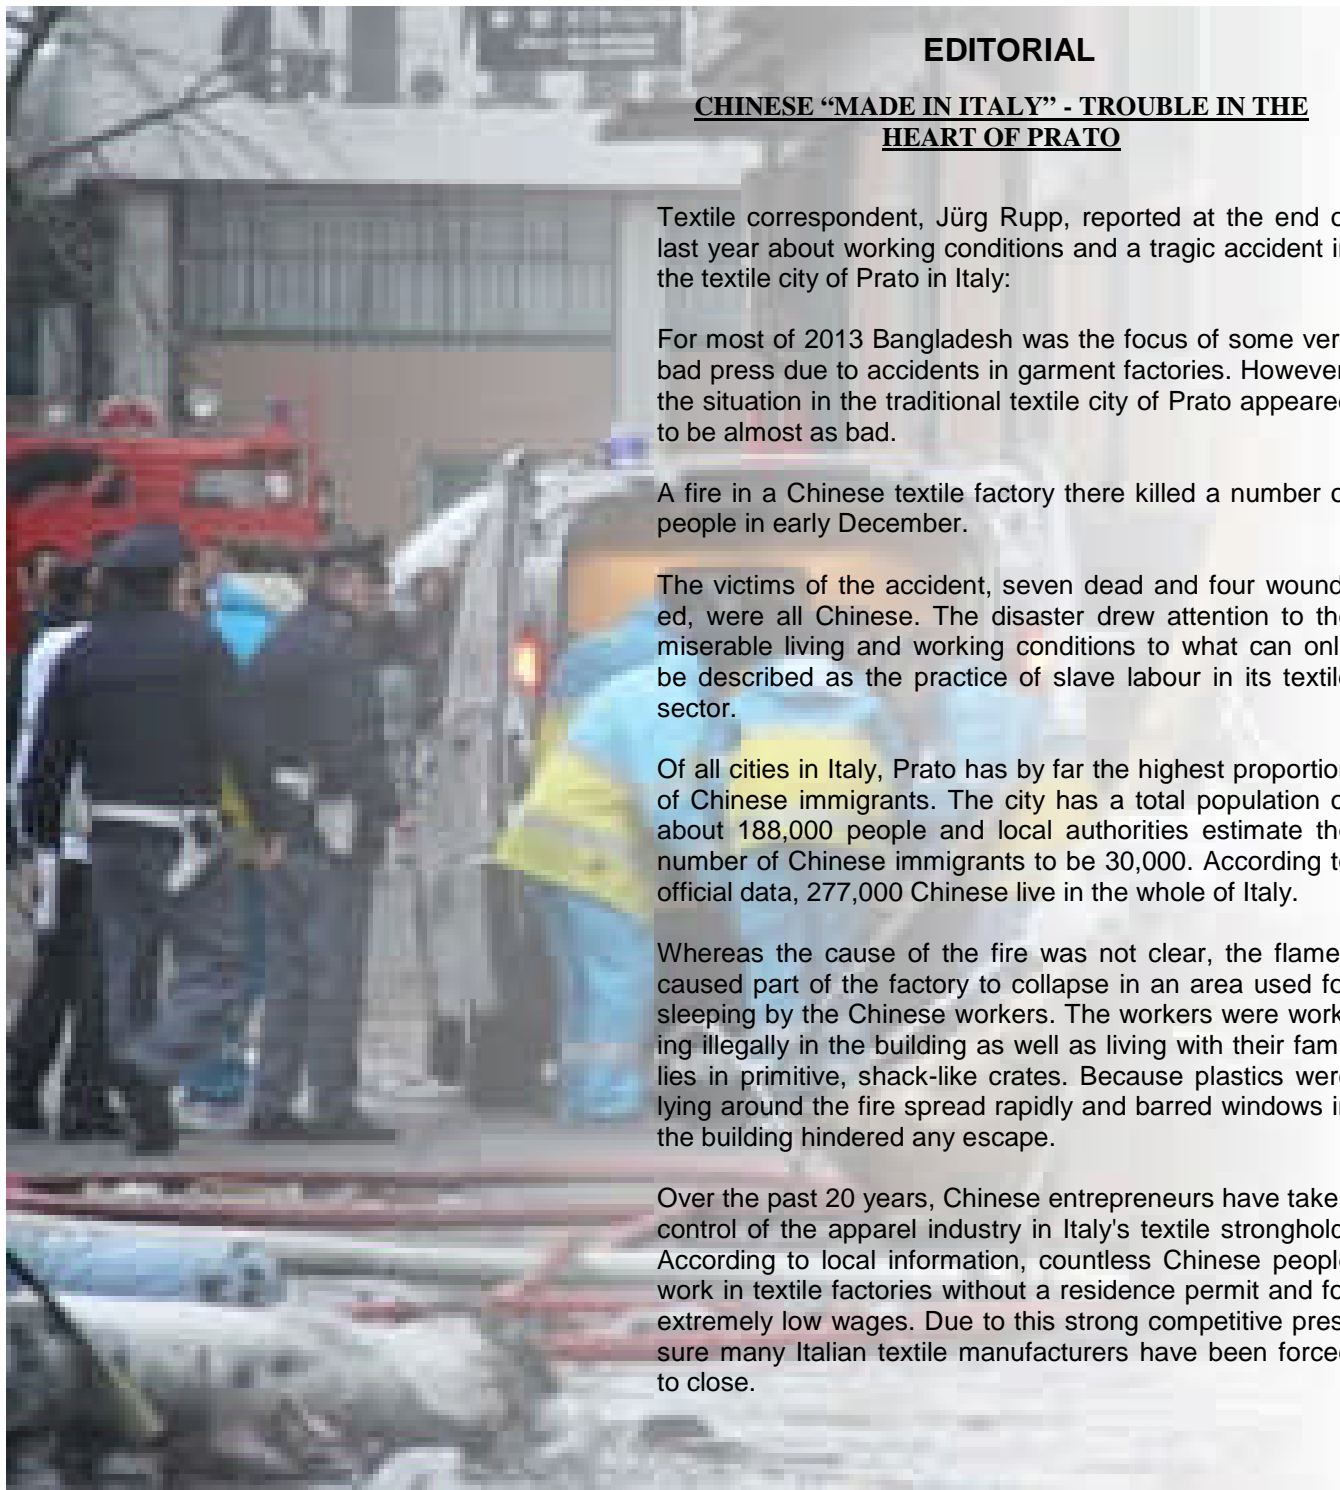 EDITORIAL
CHINESE “MADE IN ITALY” - TROUBLE IN THE
HEART OF PRATO
Textile correspondent, Jürg Rupp, reported at the end
last year about working conditions and a tragic accident
the textile city of Prato in Italy:
For most of 2013 Bangladesh was the focus of some
bad press due to accidents in garment factories. However
the situation in the traditional textile city of Prato
to be almost as bad.
A fire in a Chinese textile factory there killed a number
people in early December.
The victims of the accident, seven dead and four wound
ed, were all Chinese. The disaster drew attention to
miserable living and working conditions to what can
be described as the practice of slave labour in its
sector.
Of all cities in Italy, Prato has by far the highest
of Chinese immigrants. The city has a total population
about 188,000 people and local authorities estimate
number of Chinese immigrants to be 30,000. According
official data, 277,000 Chinese live in the whole of Italy.
Whereas the cause of the fire was not clear, the
caused part of the factory to collapse in an area used
sleeping by the Chinese workers. The workers were work
ing illegally in the building as well as living with their fam
lies in primitive, shack-like crates. Because plastics
lying around the fire spread rapidly and barred windows
the building hindered any escape.
Over the past 20 years, Chinese entrepreneurs have
control of the apparel industry in Italy's textile stronghold
According to local information, countless Chinese
work in textile factories without a residence permit and
extremely low wages. Due to this strong competitive pres
sure many Italian textile manufacturers have been
to close.